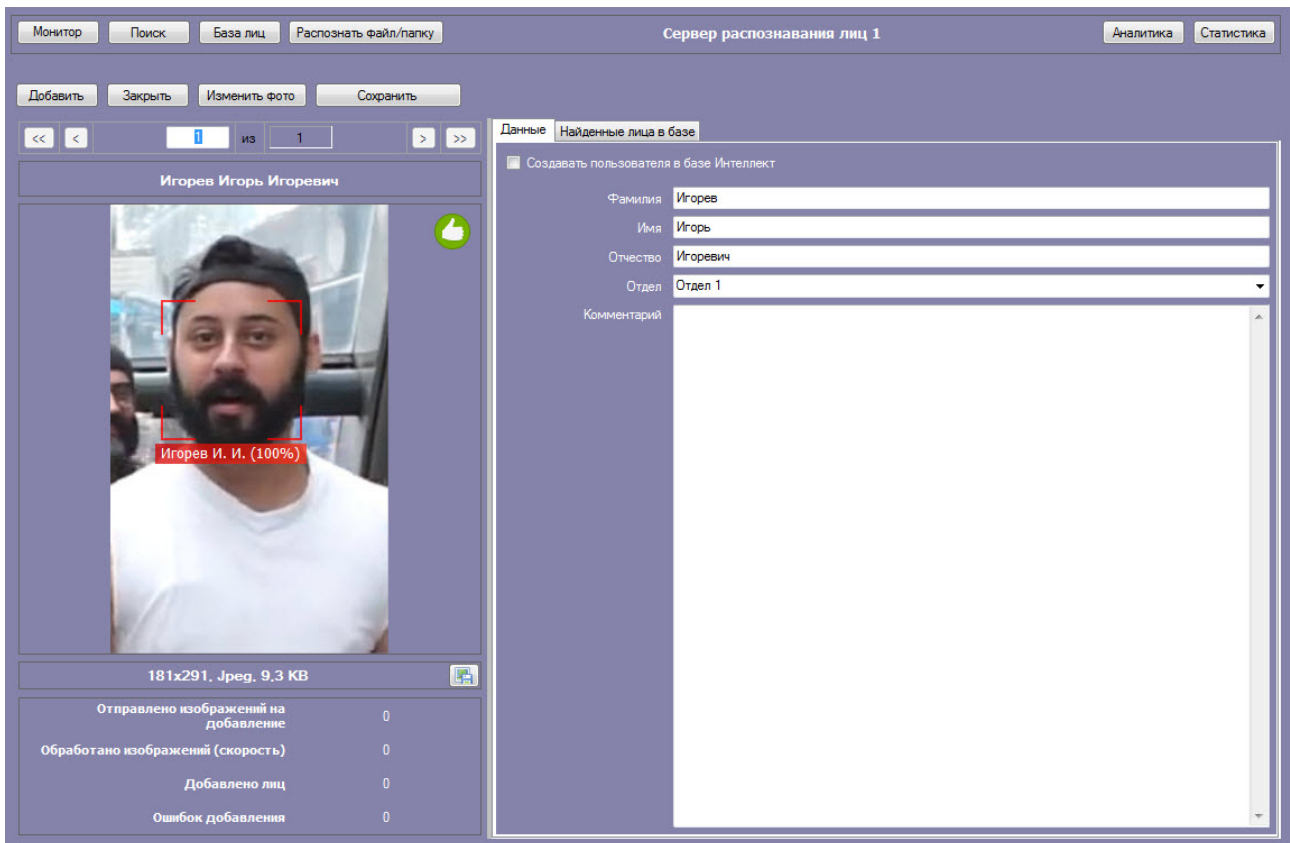 Монитор
Поиск
База лиц
Распознать файл/папку
Сервер распознавания лиц 1
Аналитика
Статистика
Добавить
Закрыть
Изменить фото
Сохранить
<<
<
1
из
1
>
>>
Игорев Игорь Игоревич
Игорев И. И. (100%)
181x291, Jpeg, 9,3 KB
Отправлено изображений на
добавление
0
Обработано изображений (скорость)
0
Добавлено лиц
0
Ошибок добавления
0
Данные
Найденные лица в базе
Создавать пользователя в базе Интеллект
Фамилия
Игорев
Имя
Игорь
Отчество
Игоревич
Отдел
Отдел 1
Комментарий